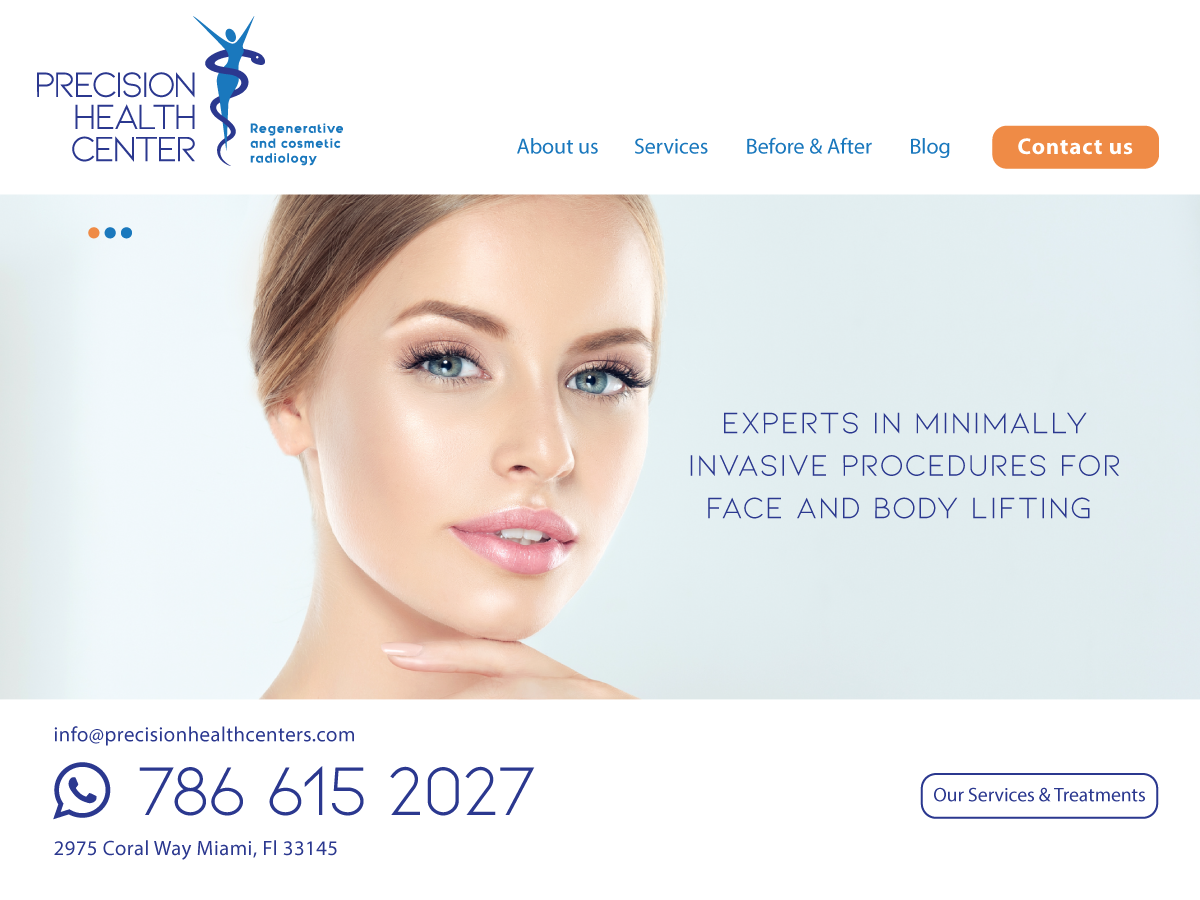 PRECISION
HEALTH
CENTER
Regenerative
and cosmetic
radiology
About us Services Before & After Blog Contact us
EXPERTS IN MINIMALLY
INVASIVE PROCEDURES FOR
FACE AND BODY LIFTING
info@precisionhealthcenters.com
786 615 2027
Our Services & Treatments
2975 Coral Way Miami, Fl 33145